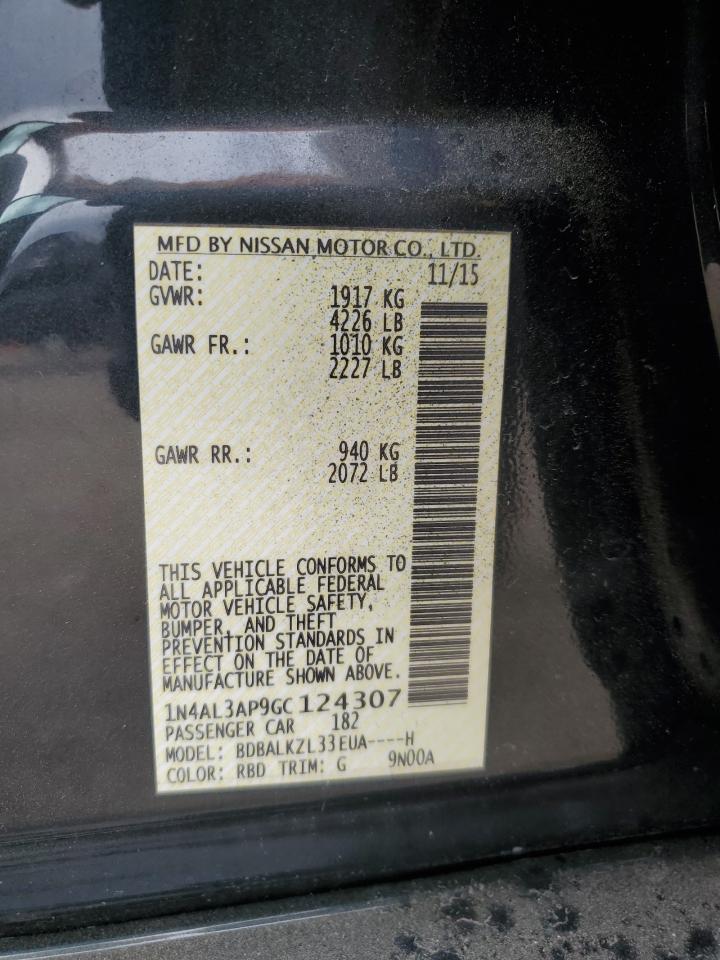 MFD BY NISSAN MOTOR CO., LTD.
DATE: 11/15
GVWR: 1917 KG
4226 LB
GAWR FR.: 1010 KG
2227 LB
GAWR RR.: 940 KG
2072 LB
THIS VEHICLE CONFORMS TO
ALL APPLICABLE FEDERAL
MOTOR VEHICLE SAFETY,
BUMPER, AND THEFT
PREVENTION STANDARDS IN
EFFECT ON THE DATE OF
MANUFACTURE SHOWN ABOVE.
1N4AL3AP9GC 124307
PASSENGER CAR 182
MODEL: BDBALKZL33EUA----H
COLOR: RBD TRIM: G 9N00A